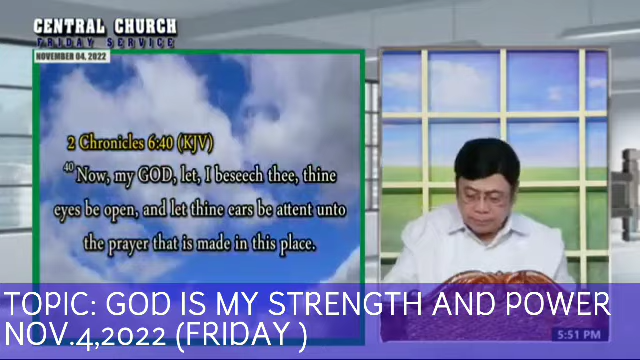 CENTRAL CHURCH
FRIDAY SERVICE
NOVEMBER 04, 2022
2 Chronicles 6:40 (KJV)
40 Now, my GOD, let, I beseech thee, thine
eyes be open, and let thine ears be attent unto
the prayer that is made in this place.
TOPIC: GOD IS MY STRENGTH AND POWER
NOV.4,2022 (FRIDAY )
5:51 PM